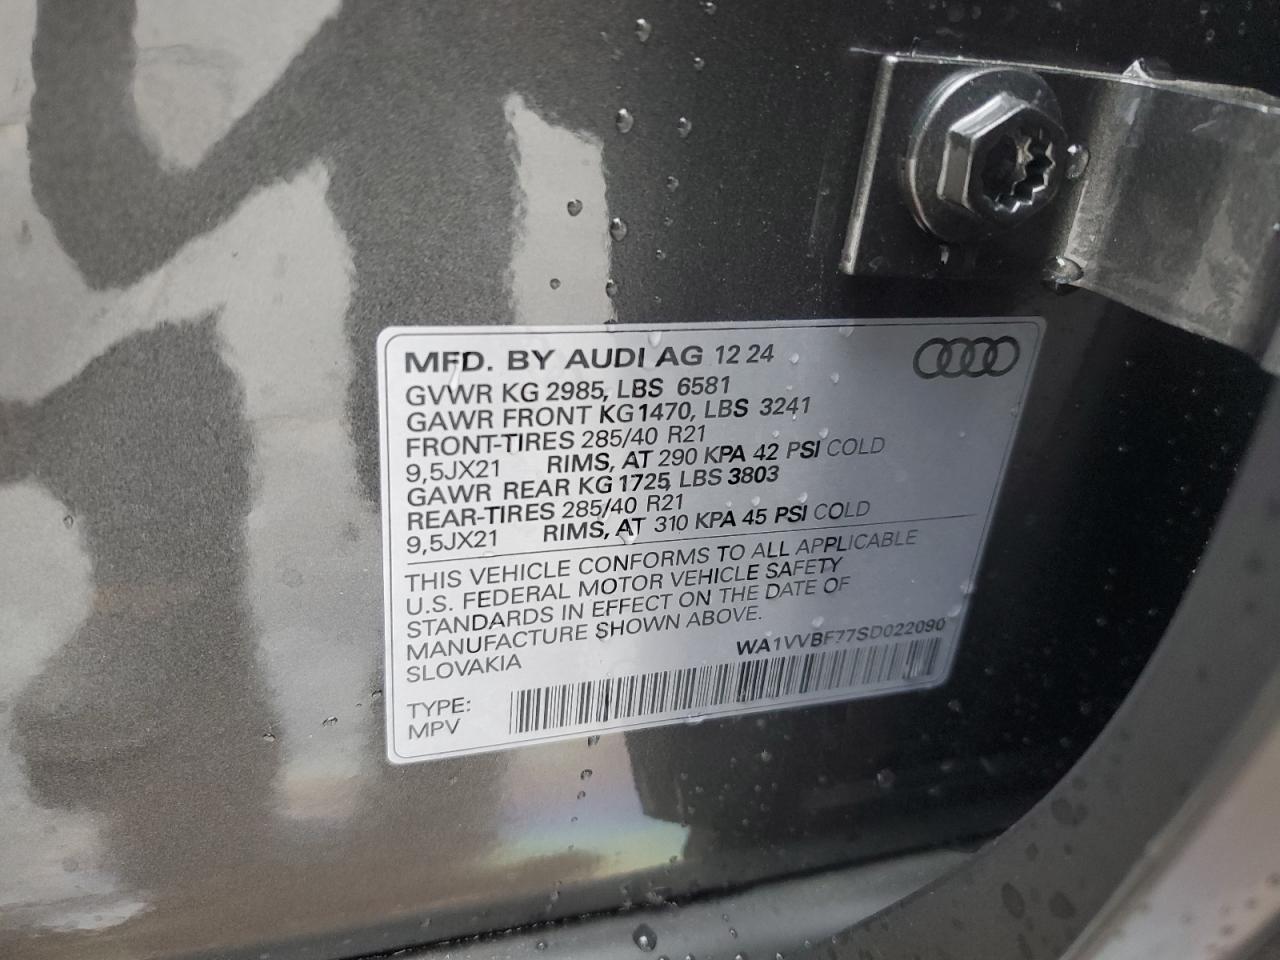 MFD. BY AUDI AG 12 24
GVWR KG 2985, LBS 6581
GAWR FRONT KG1470, LBS 3241
FRONT-TIRES 285/40 R21
9,5JX21 RIMS, AT 290 KPA 42 PSI COLD
GAWR REAR KG 1725, LBS 3803
REAR-TIRES 285/40 R21
9,5JX21 RIMS, AT 310 KPA 45 PSI COLD
THIS VEHICLE CONFORMS TO ALL APPLICABLE
U.S. FEDERAL MOTOR VEHICLE SAFETY
STANDARDS IN EFFECT ON THE DATE OF
MANUFACTURE SHOWN ABOVE.
SLOVAKIA
WA1VVBF77SD022090
TYPE:
MPV